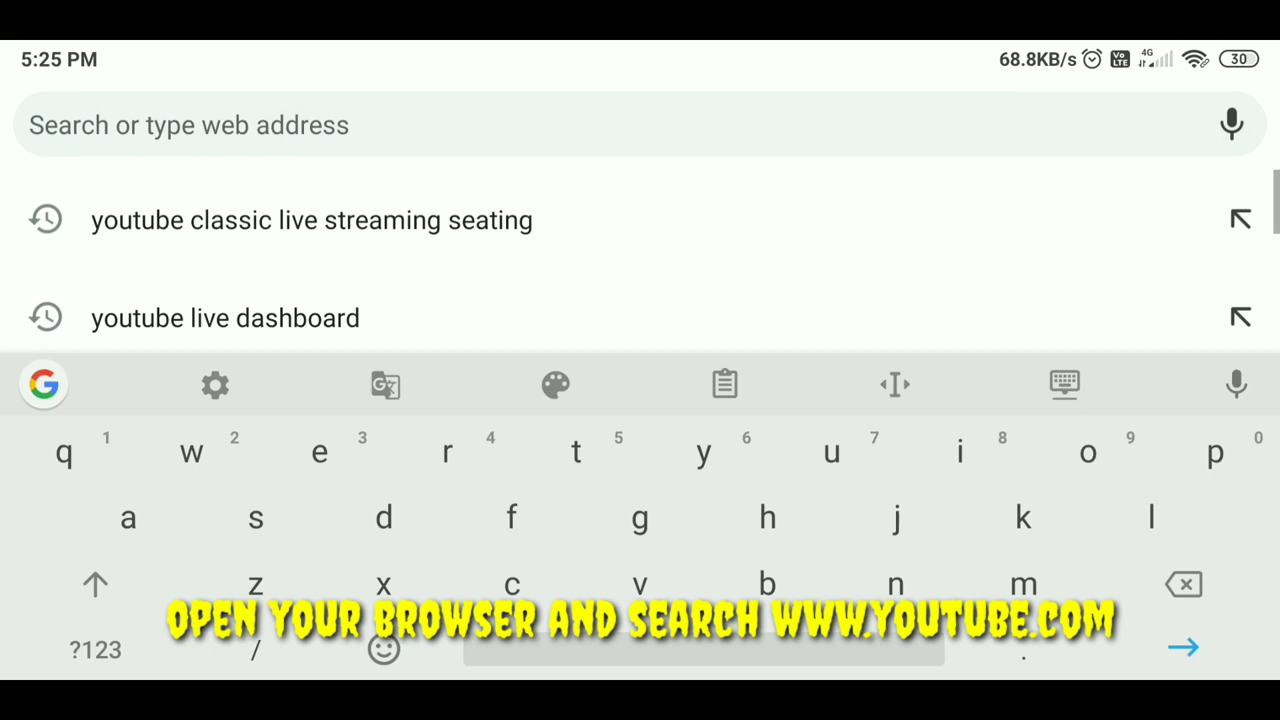 5:25 PM 68.8KB/s Vo LTE 4G 30
Search or type web address
youtube classic live streaming seating
youtube live dashboard
G
q 1 w 2 e 3 r 4 t 5 y 6 u 7 i 8 o 9 p 0
a s d f g h j k l
z x c v b n m
OPEN YOUR BROWSER AND SEARCH WWW.YOUTUBE.COM
?123 / .